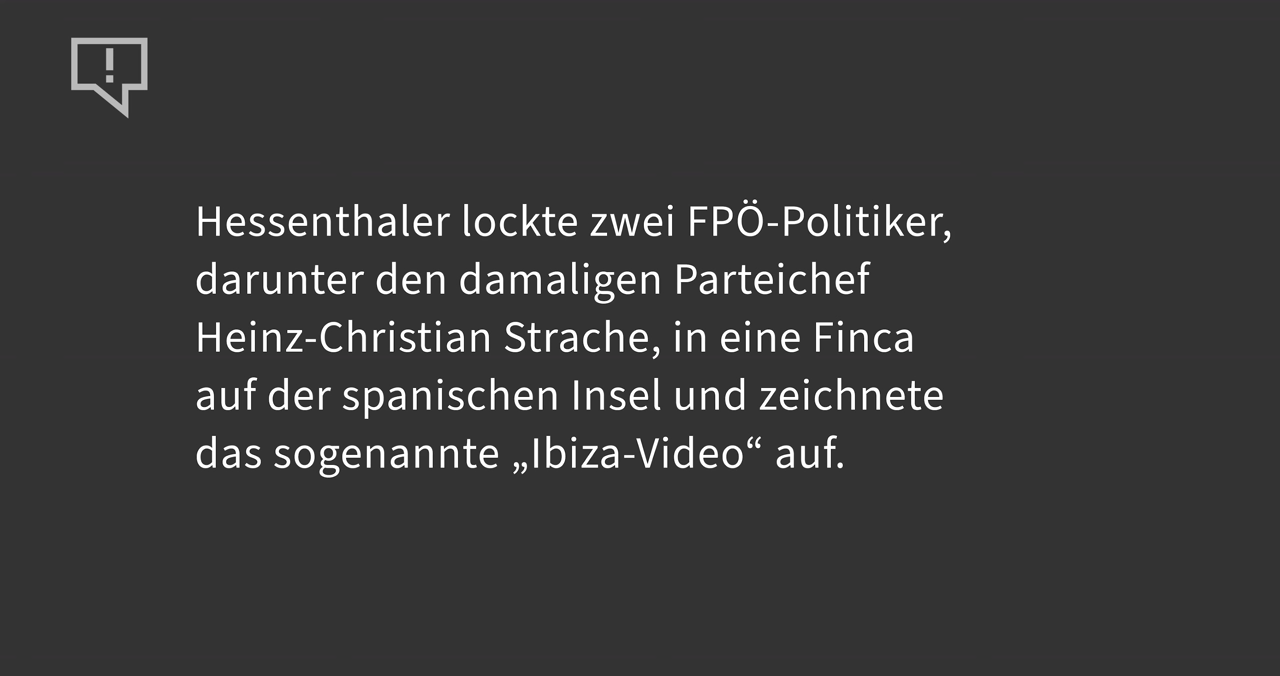 Hessenthaler lockte zwei FPÖ-Politiker,
darunter den damaligen Parteichef
Heinz-Christian Strache, in eine Finca
auf der spanischen Insel und zeichnete
das sogenannte „Ibiza-Video“ auf.